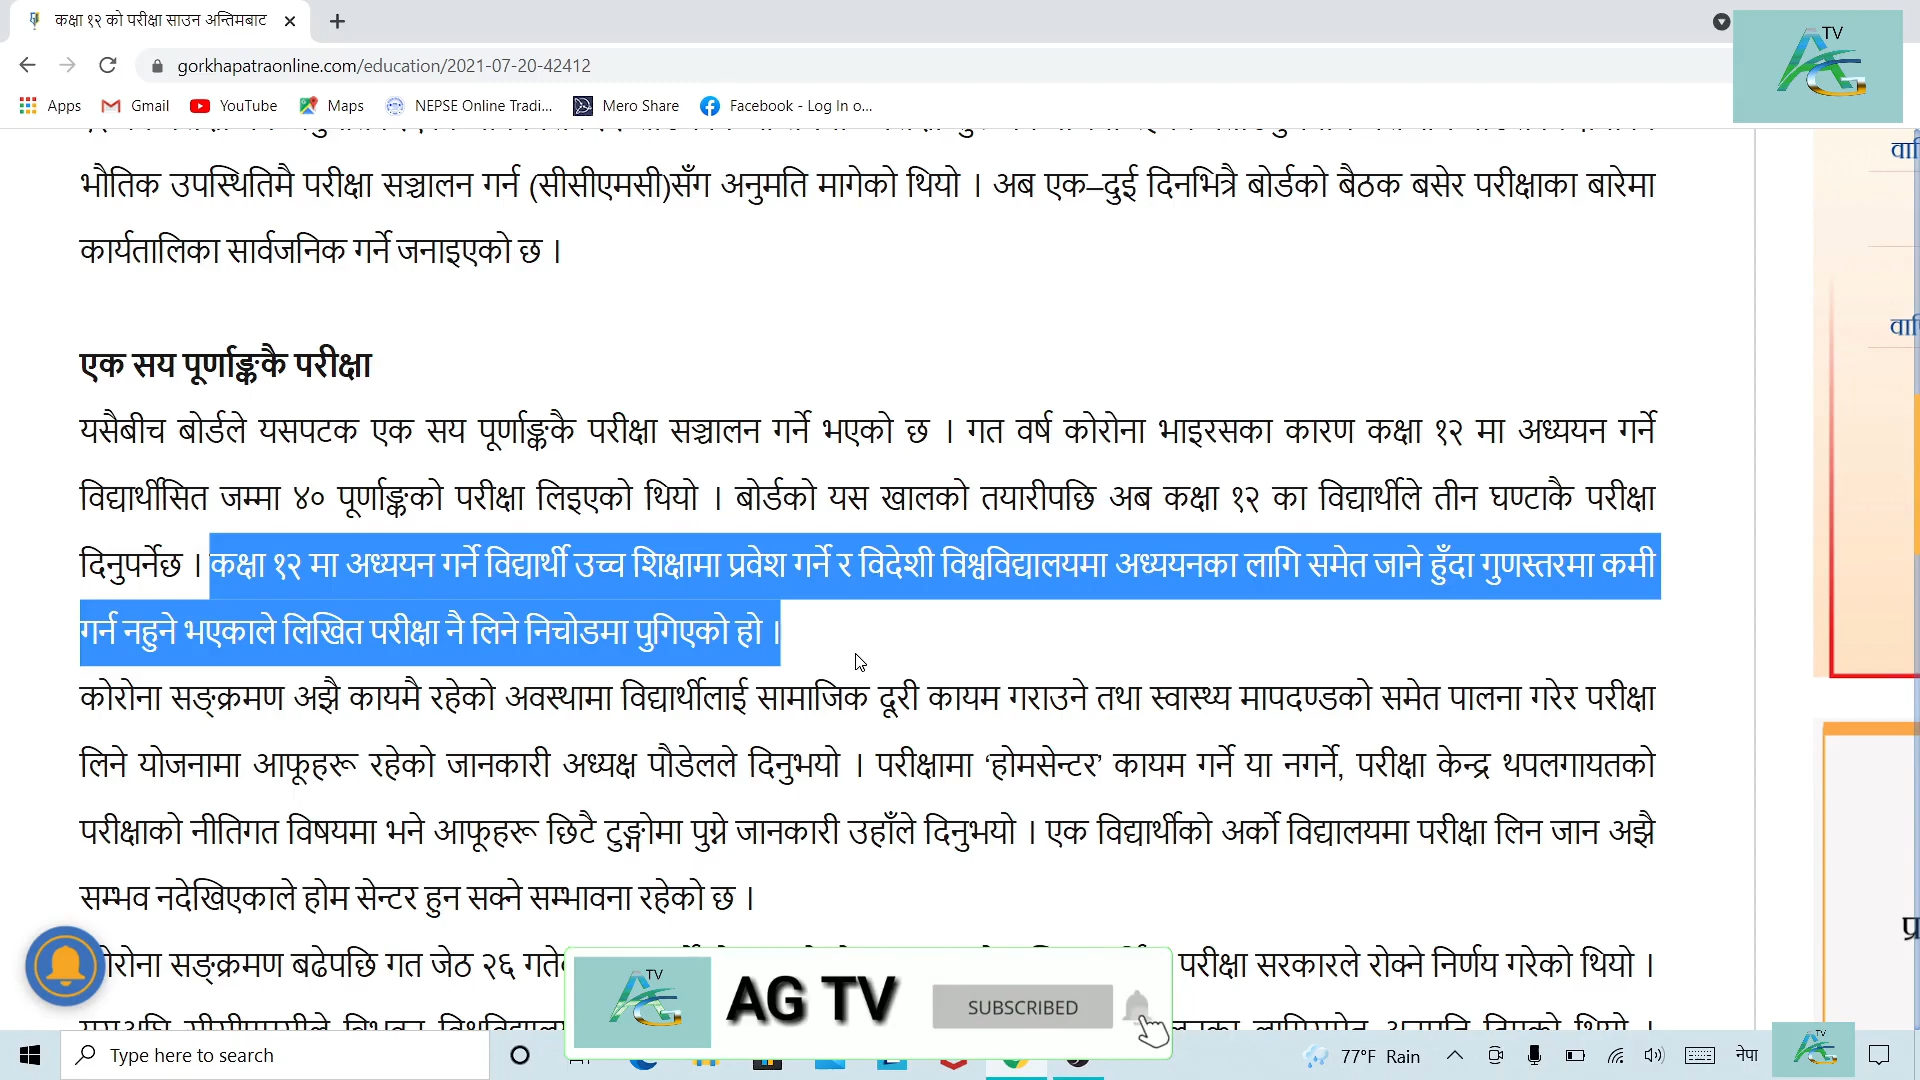 कक्षा १२ को परीक्षा साउन अन्तिमबाट
gorkhapatraonline.com/education/2021-07-20-42412
Apps Gmail YouTube Maps NEPSE Online Tradi... Mero Share Facebook - Log In o...
TV
AG
भौतिक उपस्थितिमै परीक्षा सञ्चालन गर्न (सीसीएमसी)सँग अनुमति मागेको थियो । अब एक–दुई दिनभित्रै बोर्डको बैठक बसेर परीक्षाका बारेमा
कार्यतालिका सार्वजनिक गर्ने जनाइएको छ ।
एक सय पूर्णाङ्ककै परीक्षा
यसैबीच बोर्डले यसपटक एक सय पूर्णाङ्ककै परीक्षा सञ्चालन गर्ने भएको छ । गत वर्ष कोरोना भाइरसका कारण कक्षा १२ मा अध्ययन गर्ने
विद्यार्थीसित जम्मा ४० पूर्णाङ्कको परीक्षा लिइएको थियो । बोर्डको यस खालको तयारीपछि अब कक्षा १२ का विद्यार्थीले तीन घण्टाकै परीक्षा
दिनुपर्नेछ । कक्षा १२ मा अध्ययन गर्ने विद्यार्थी उच्च शिक्षामा प्रवेश गर्ने र विदेशी विश्वविद्यालयमा अध्ययनका लागि समेत जाने हुँदा गुणस्तरमा कमी
गर्न नहुने भएकाले लिखित परीक्षा नै लिने निचोडमा पुगिएको हो ।
कोरोना सङ्क्रमण अझै कायमै रहेको अवस्थामा विद्यार्थीलाई सामाजिक दूरी कायम गराउने तथा स्वास्थ्य मापदण्डको समेत पालना गरेर परीक्षा
लिने योजनामा आफूहरू रहेको जानकारी अध्यक्ष पौडेलले दिनुभयो । परीक्षामा ‘होमसेन्टर’ कायम गर्ने या नगर्ने, परीक्षा केन्द्र थपलगायतको
परीक्षाको नीतिगत विषयमा भने आफूहरू छिटै टुङ्गोमा पुग्ने जानकारी उहाँले दिनुभयो । एक विद्यार्थीको अर्को विद्यालयमा परीक्षा लिन जान अझै
सम्भव नदेखिएकाले होम सेन्टर हुन सक्ने सम्भावना रहेको छ ।
सङ्क्रमण बढेपछि गत जेठ २६ परीक्षा सरकारले रोक्ने निर्णय गरेको थियो ।
TV
AG TV
SUBSCRIBED
Type here to search
77°F Rain
नेपा
TV